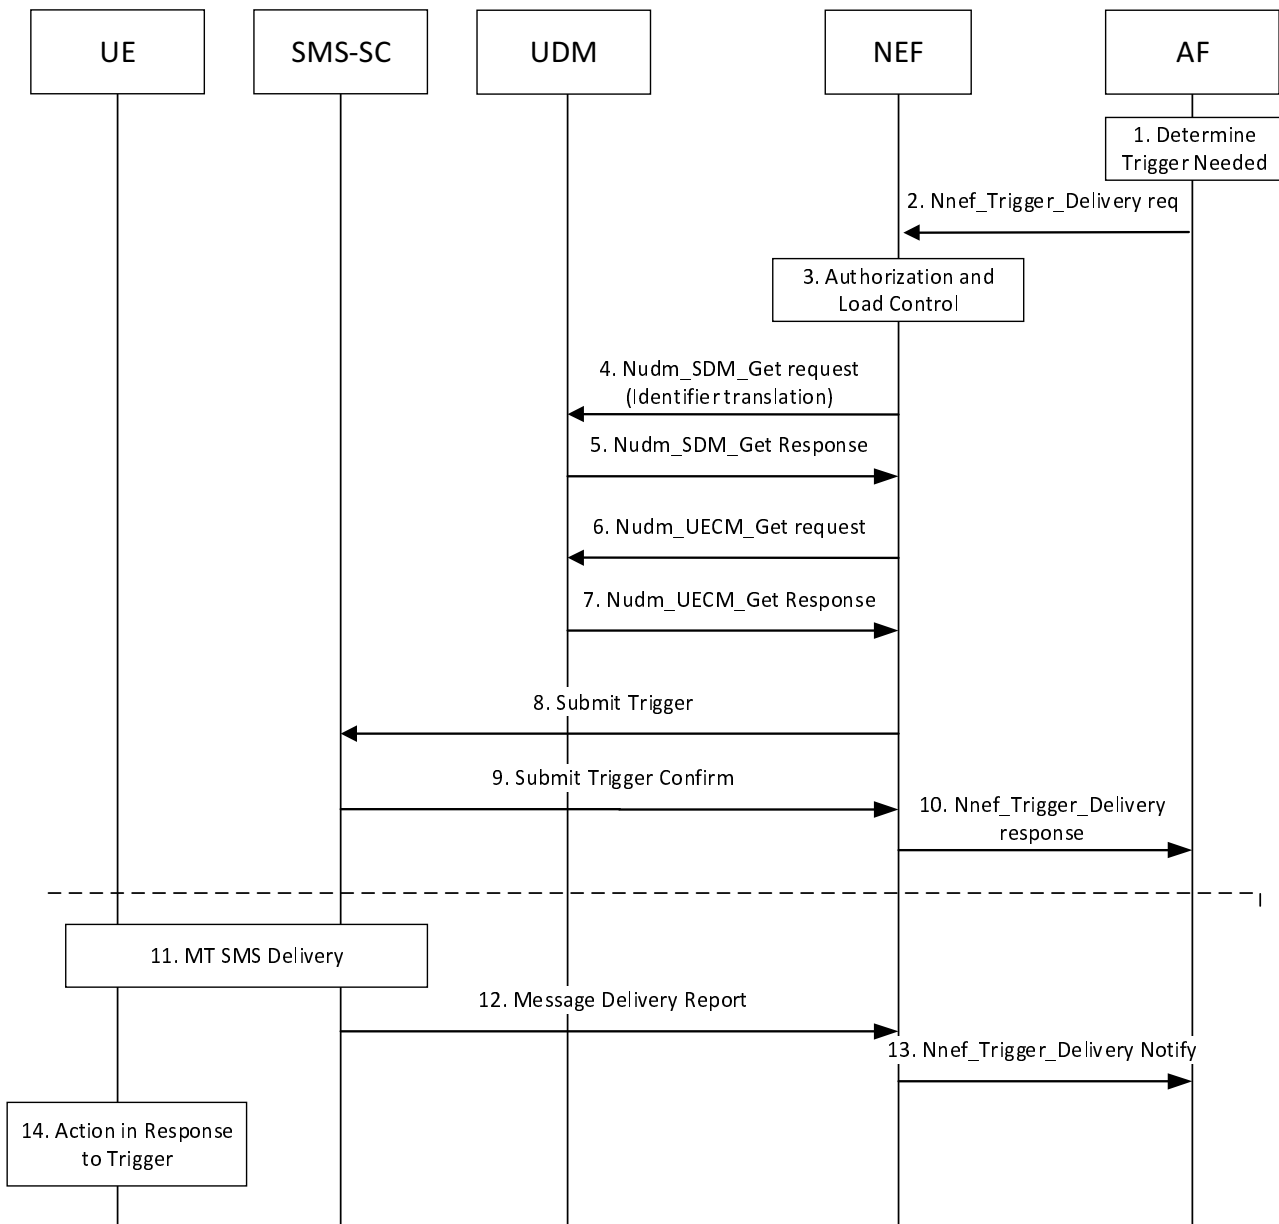 UE
SMS-SC
UDM
NEF
AF
1. Determine
Trigger Needed
2. Nnef_Trigger_Delivery req
3. Authorization and
Load Control
4. Nudm_SDM_Get request
(Identifier translation)
5. Nudm_SDM_Get Response
6. Nudm_UECM_Get request
7. Nudm_UECM_Get Response
8. Submit Trigger
9. Submit Trigger Confirm
10. Nnef_Trigger_Delivery
response
11. MT SMS Delivery
12. Message Delivery Report
13. Nnef_Trigger_Delivery Notify
14. Action in Response
to Trigger